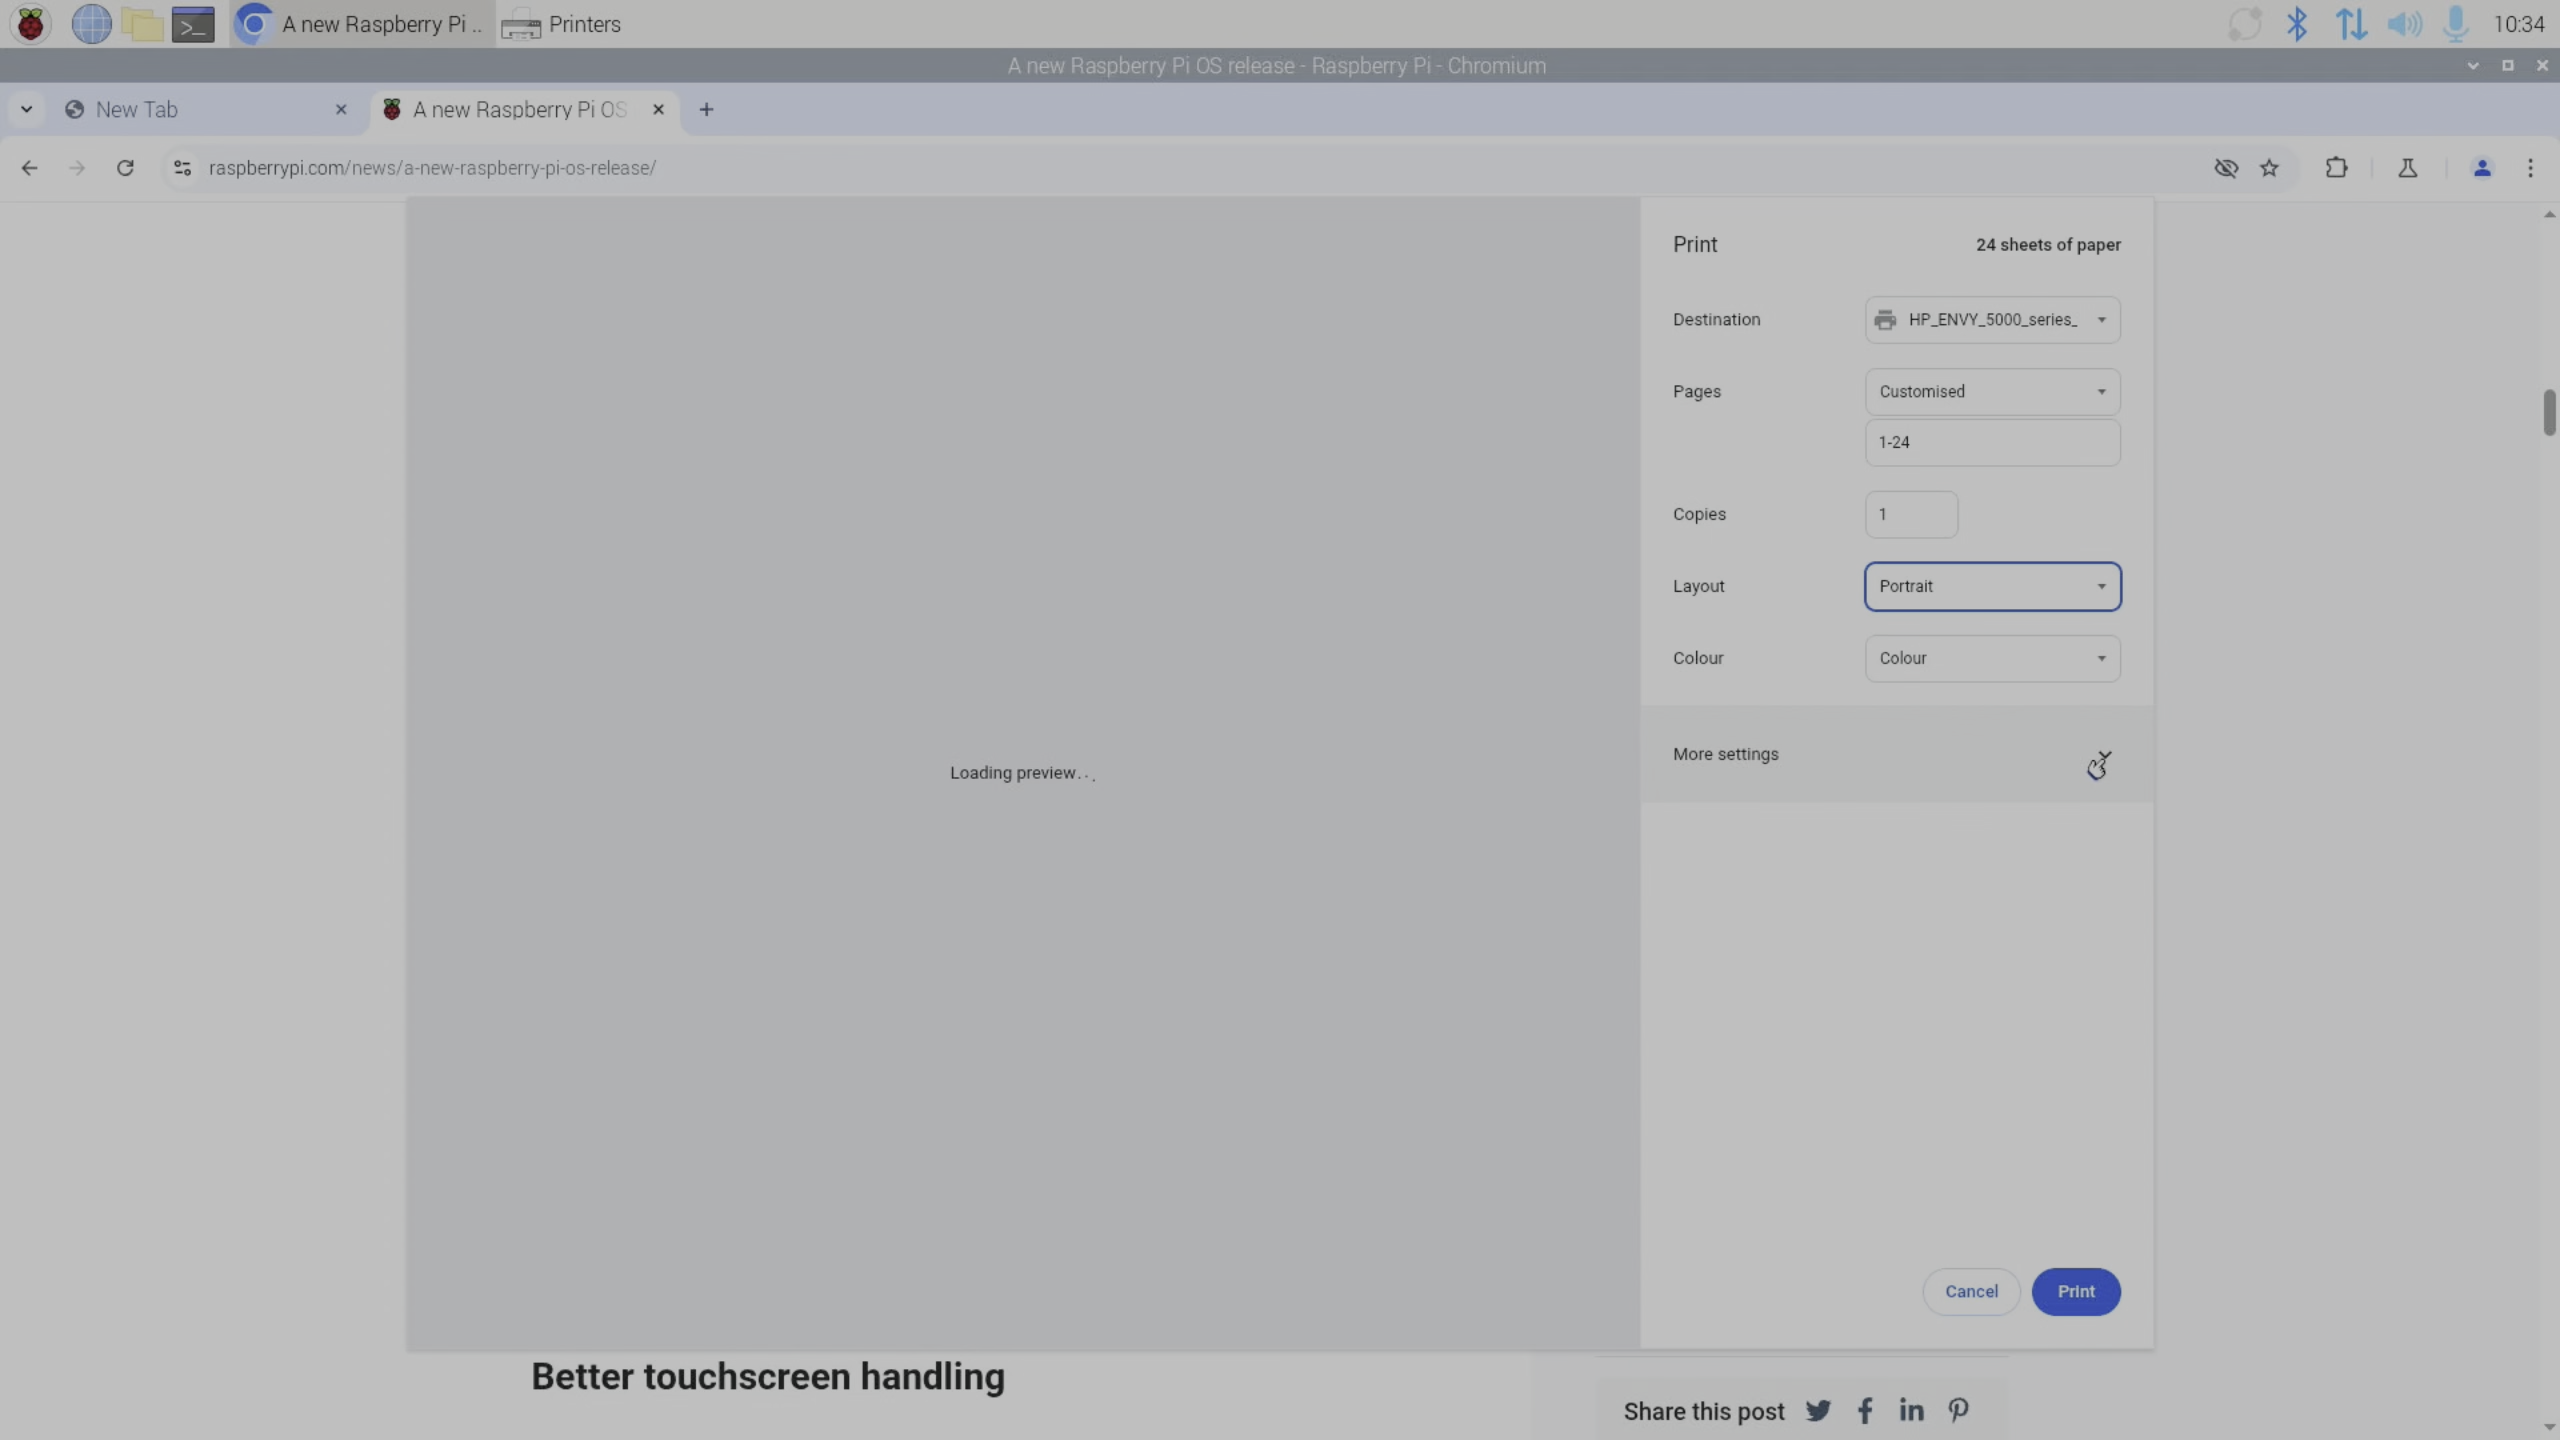 A new Raspberry Pi ..
Printers
10:34
A new Raspberry Pi OS release - Raspberry Pi - Chromium
New Tab
A new Raspberry Pi OS
raspberrypi.com/news/a-new-raspberry-pi-os-release/
Print
24 sheets of paper
Destination
HP_ENVY_5000_series_
Pages
Customised
1-24
Copies
1
Layout
Portrait
Colour
Colour
Loading preview...
More settings
Cancel
Print
Better touchscreen handling
Share this post